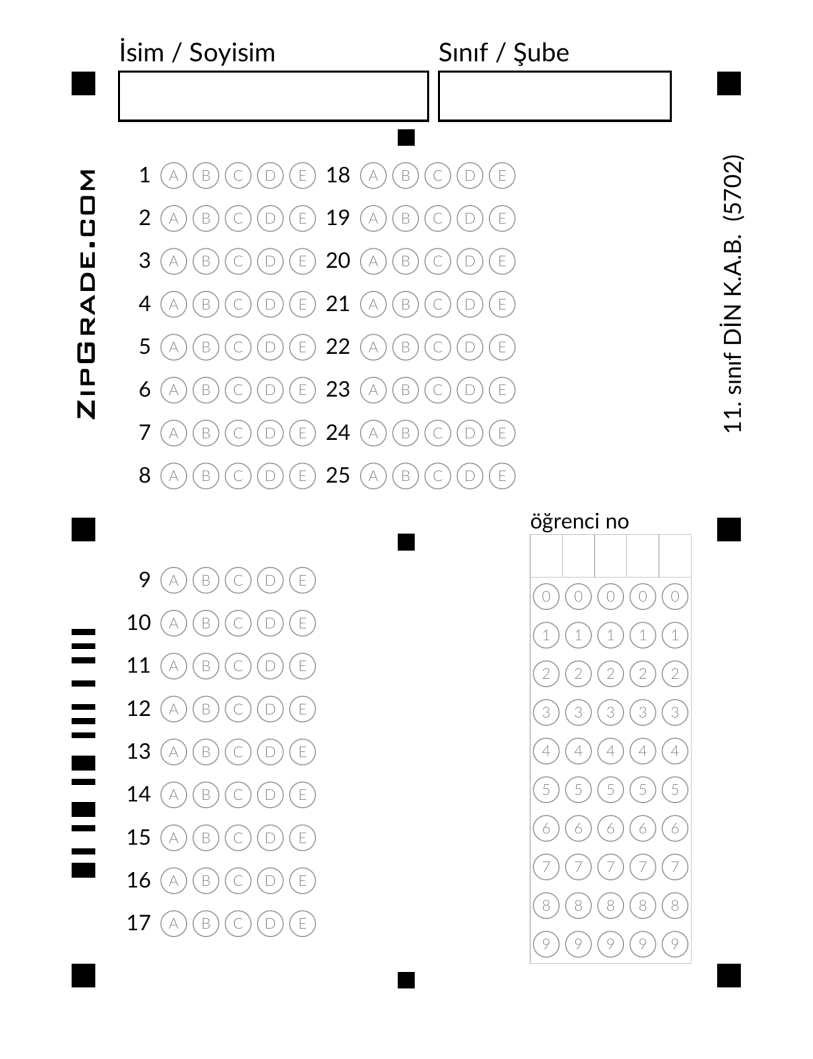 İsim / Soyisim Sınıf / Şube
ZIPGRADE.COM
11. sınıf DİN K.A.B. (5702)
1 A B C D E 18 A B C D E
2 A B C D E 19 A B C D E
3 A B C D E 20 A B C D E
4 A B C D E 21 A B C D E
5 A B C D E 22 A B C D E
6 A B C D E 23 A B C D E
7 A B C D E 24 A B C D E
8 A B C D E 25 A B C D E
öğrenci no
9 A B C D E
10 A B C D E
11 A B C D E
12 A B C D E
13 A B C D E
14 A B C D E
15 A B C D E
16 A B C D E
17 A B C D E
0 0 0 0 0
1 1 1 1 1
2 2 2 2 2
3 3 3 3 3
4 4 4 4 4
5 5 5 5 5
6 6 6 6 6
7 7 7 7 7
8 8 8 8 8
9 9 9 9 9